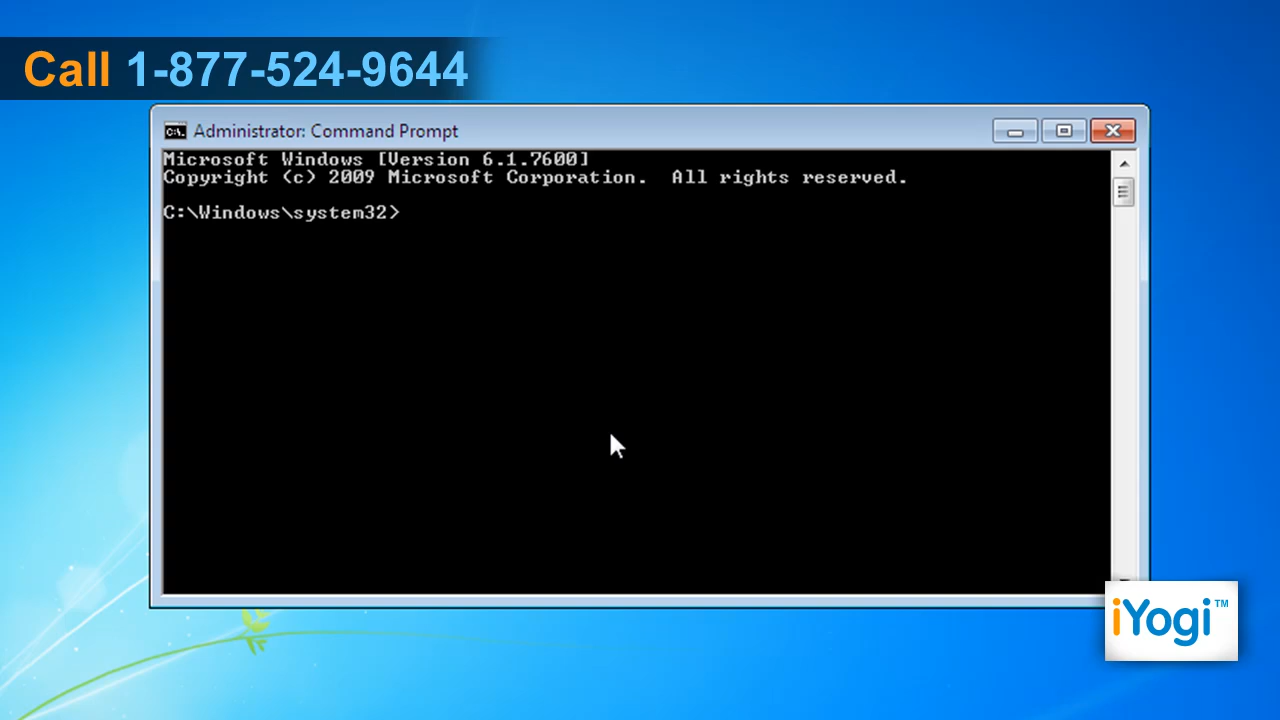 Call 1-877-524-9644
Administrator: Command Prompt
Microsoft Windows [Version 6.1.7600]
Copyright (c) 2009 Microsoft Corporation.  All rights reserved.
C:\Windows\system32>
iYogi™